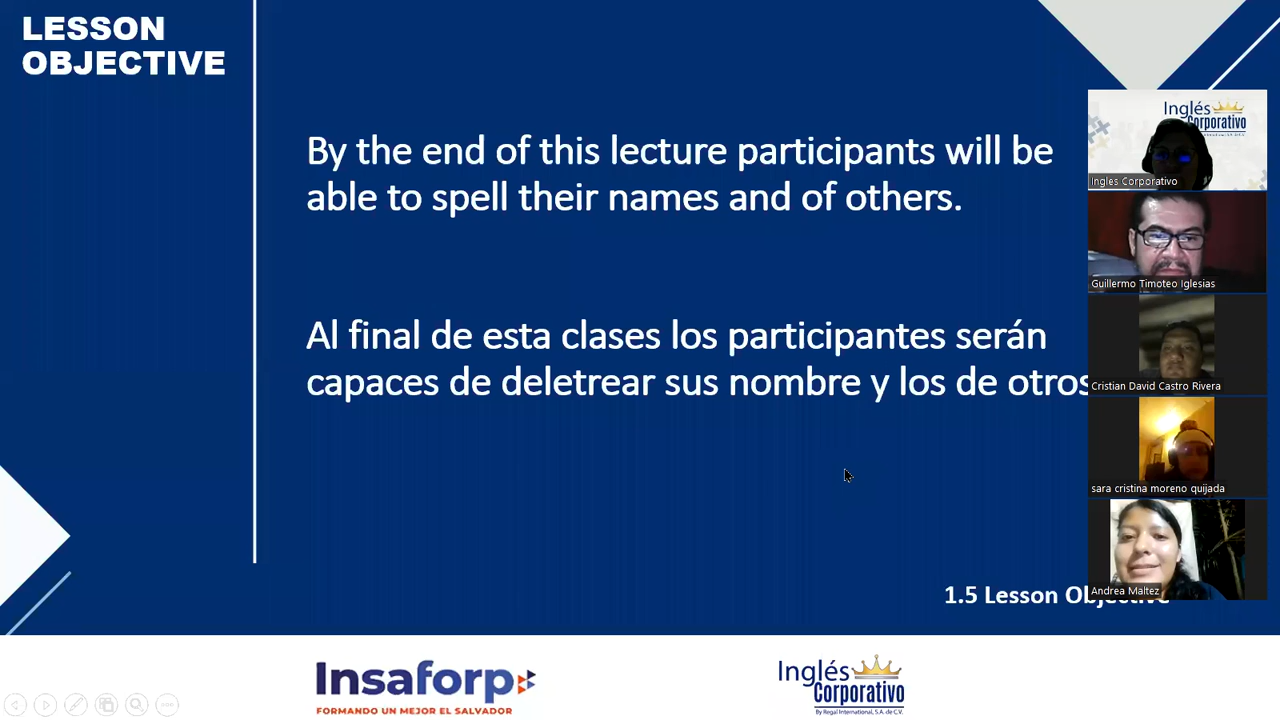 LESSON
OBJECTIVE
By the end of this lecture participants will be
able to spell their names and of others.
Al final de esta clases los participantes serán
capaces de deletrear sus nombre y los de otros
1.5 Lesson Objective
Inglés
Corporativo
Ingles Corporativo
Guillermo Timoteo Iglesias
Cristian David Castro Rivera
sara cristina moreno quijada
Andrea Maltez
Insaforp
FORMANDO UN MEJOR EL SALVADOR
Inglés
Corporativo
By Regal International, S.A. de C.V.